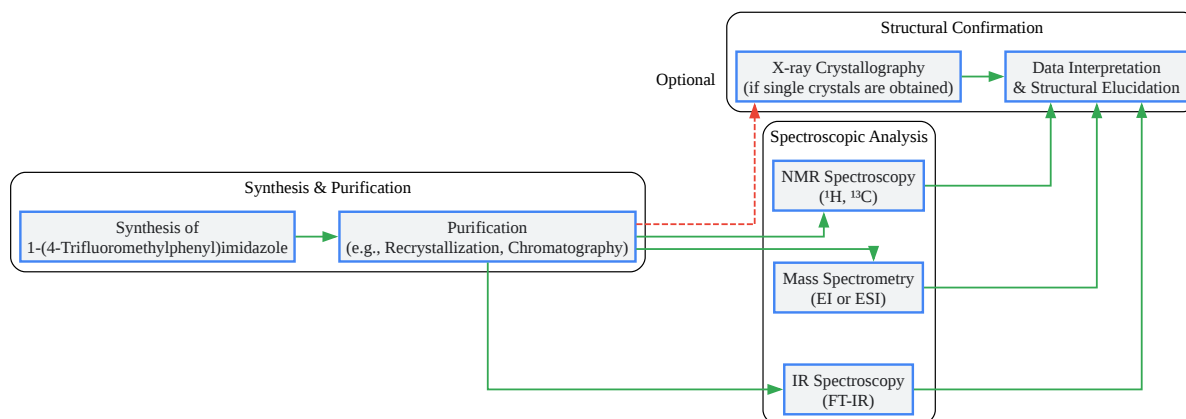 Structural Confirmation
Optional
X-ray Crystallography
(if single crystals are obtained)
Data Interpretation
& Structural Elucidation
Spectroscopic Analysis
NMR Spectroscopy
(¹H, ¹³C)
Synthesis & Purification
Synthesis of
1-(4-Trifluoromethylphenyl)imidazole
Purification
(e.g., Recrystallization, Chromatography)
Mass Spectrometry
(EI or ESI)
IR Spectroscopy
(FT-IR)